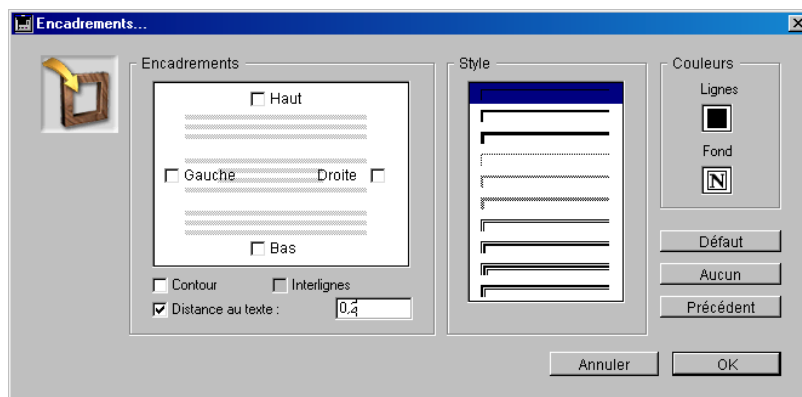 Encadrements...
Encadrements
Haut
Gauche
Droite
Bas
Contour
Interlignes
Distance au texte :
0,2
Style
Couleurs
Lignes
Fond
N
Défaut
Aucun
Précédent
Annuler
OK